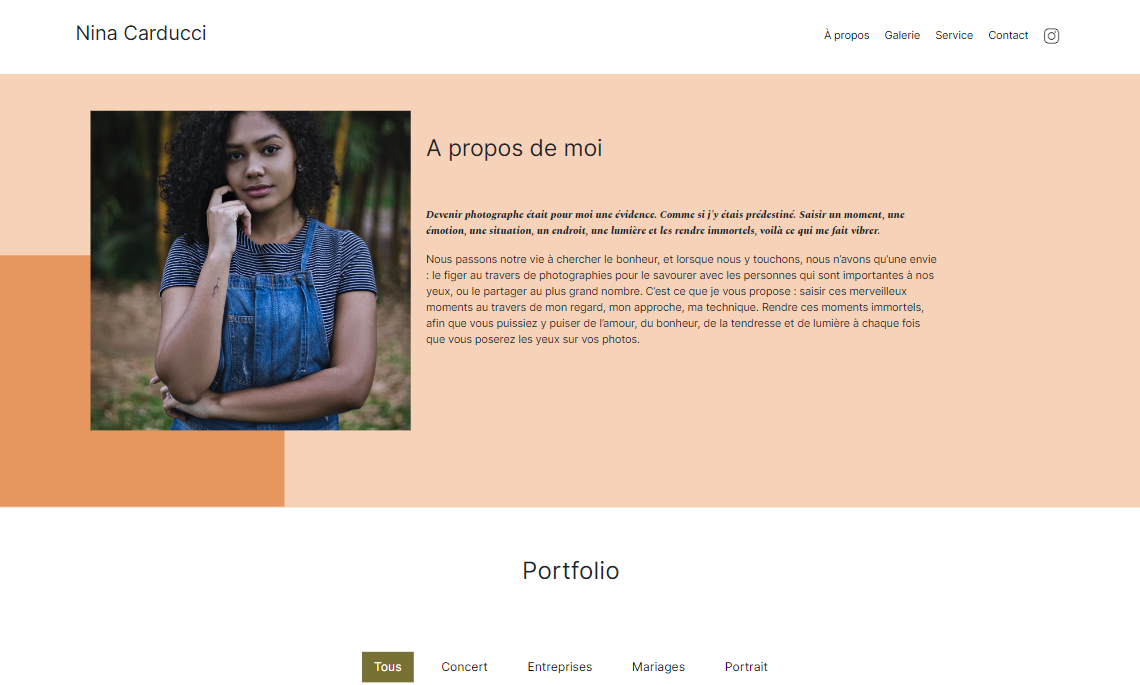 Nina Carducci
À propos Galerie Service Contact
A propos de moi
Devenir photographe était pour moi une évidence. Comme si j'y étais prédestiné. Saisir un moment, une
émotion, une situation, un endroit, une lumière et les rendre immortels, voilà ce qui me fait vibrer.
Nous passons notre vie à chercher le bonheur, et lorsque nous y touchons, nous n'avons qu'une envie
: le figer au travers de photographies pour le savourer avec les personnes qui sont importantes à nos
yeux, ou le partager au plus grand nombre. C'est ce que je vous propose : saisir ces merveilleux
moments au travers de mon regard, mon approche, ma technique. Rendre ces moments immortels,
afin que vous puissiez y puiser de l'amour, du bonheur, de la tendresse et de lumière à chaque fois
que vous poserez les yeux sur vos photos.
Portfolio
Tous Concert Entreprises Mariages Portrait